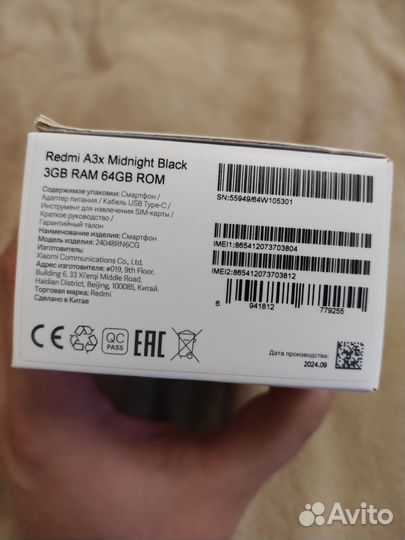 Redmi A3x Midnight Black
3GB RAM 64GB ROM
Содержимое упаковки: Смартфон /
Адаптер питания / Кабель USB Type-C /
Инструмент для извлечения SIM-карты /
Краткое руководство /
Гарантийный талон
Наименование изделия: Смартфон
Модель изделия: 24048RN6CG
Изготовитель:
Xiaomi Communications Co., Ltd.
Адрес изготовителя: #019, 9th Floor,
Building 6, 33 Xi'erqi Middle Road,
Haidian District, Beijing, 100085, Китай.
Торговая марка: Redmi
Сделано в Китае
SN:55949/64W105301
IMEI1:865412073703804
IMEI2:865412073703812
6 941812 779255
CE
QC
PASS
EAC
Дата производства:
2024.09
Avito